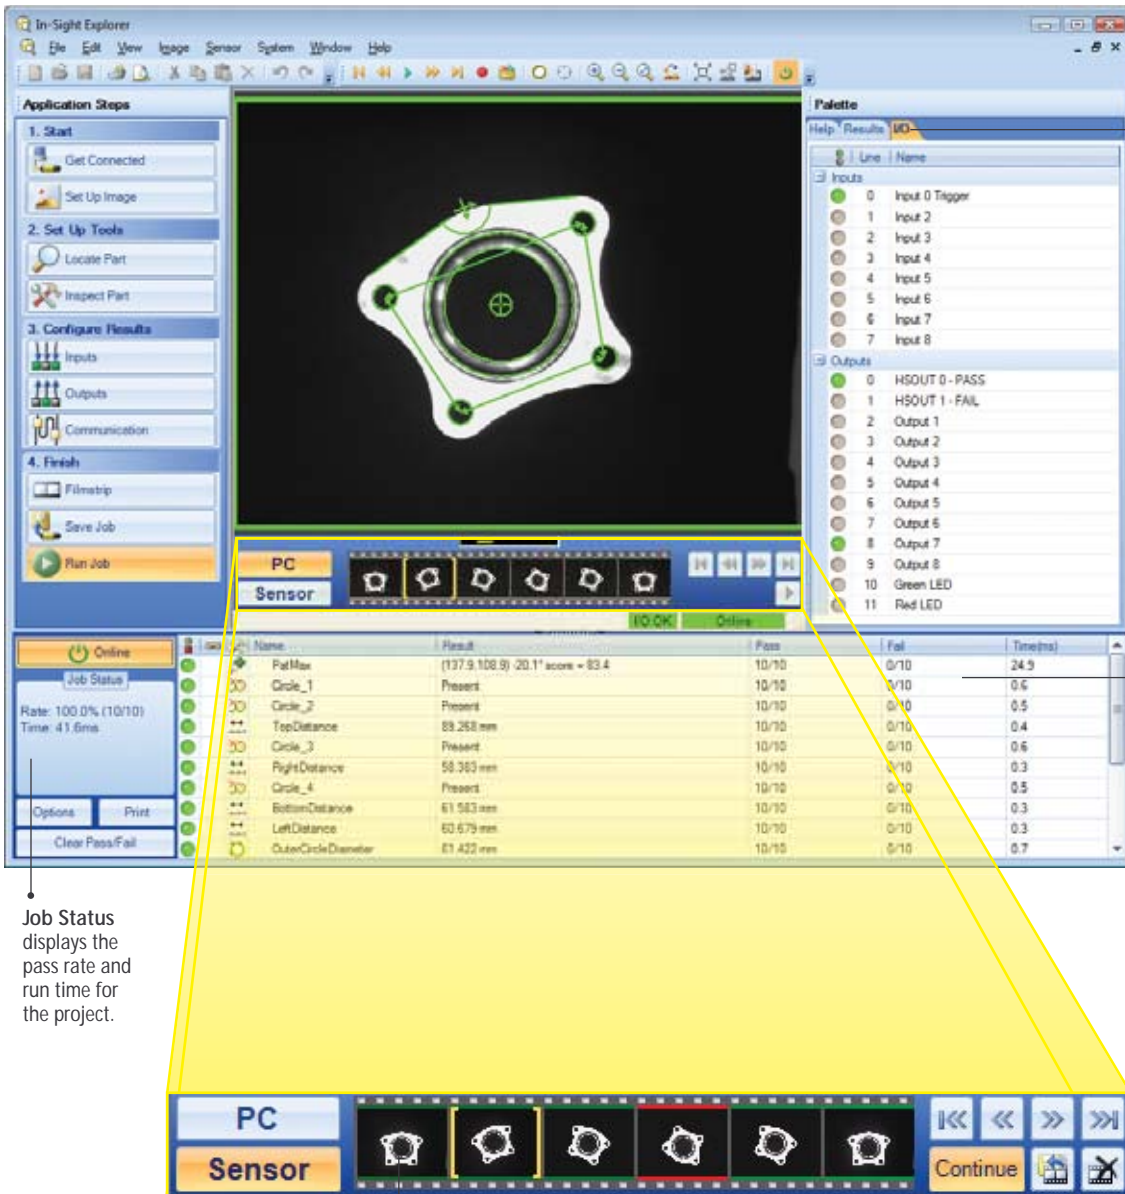 In-Sight Explorer
File Edit View Image Sensor System Window Help
Application Steps
1. Start
Get Connected
Set Up Image
2. Set Up Tools
Locate Part
Inspect Part
3. Configure Results
Inputs
Outputs
Communication
4. Finish
Filmstrip
Save Job
Run Job
Palette
Help Results I/O
Line Name
Inputs
0 Input 0 Trigger
1 Input 2
2 Input 3
3 Input 4
4 Input 5
5 Input 6
6 Input 7
7 Input 8
Outputs
0 HSOUT 0 - PASS
1 HSOUT 1 - FAIL
2 Output 1
3 Output 2
4 Output 3
5 Output 4
6 Output 5
7 Output 6
8 Output 7
9 Output 8
10 Green LED
11 Red LED
PC
Sensor
I/O OK Online
Online
Job Status
Rate: 100.0% (10/10)
Time: 41.6ms
Options Print
Clear Pass/Fail
Name Result Pass Fail Time(ms)
PatMax (137.9,108.9) -20.1° score = 83.4 10/10 0/10 24.9
Circle_1 Present 10/10 0/10 0.6
Circle_2 Present 10/10 0/10 0.5
TopDistance 89.268 mm 10/10 0/10 0.4
Circle_3 Present 10/10 0/10 0.6
RightDistance 58.383 mm 10/10 0/10 0.3
Circle_4 Present 10/10 0/10 0.5
BottomDistance 61.583 mm 10/10 0/10 0.3
LeftDistance 60.679 mm 10/10 0/10 0.3
OuterCircleDiameter 61.422 mm 10/10 0/10 0.7
Job Status
displays the
pass rate and
run time for
the project.
PC
Sensor
Continue